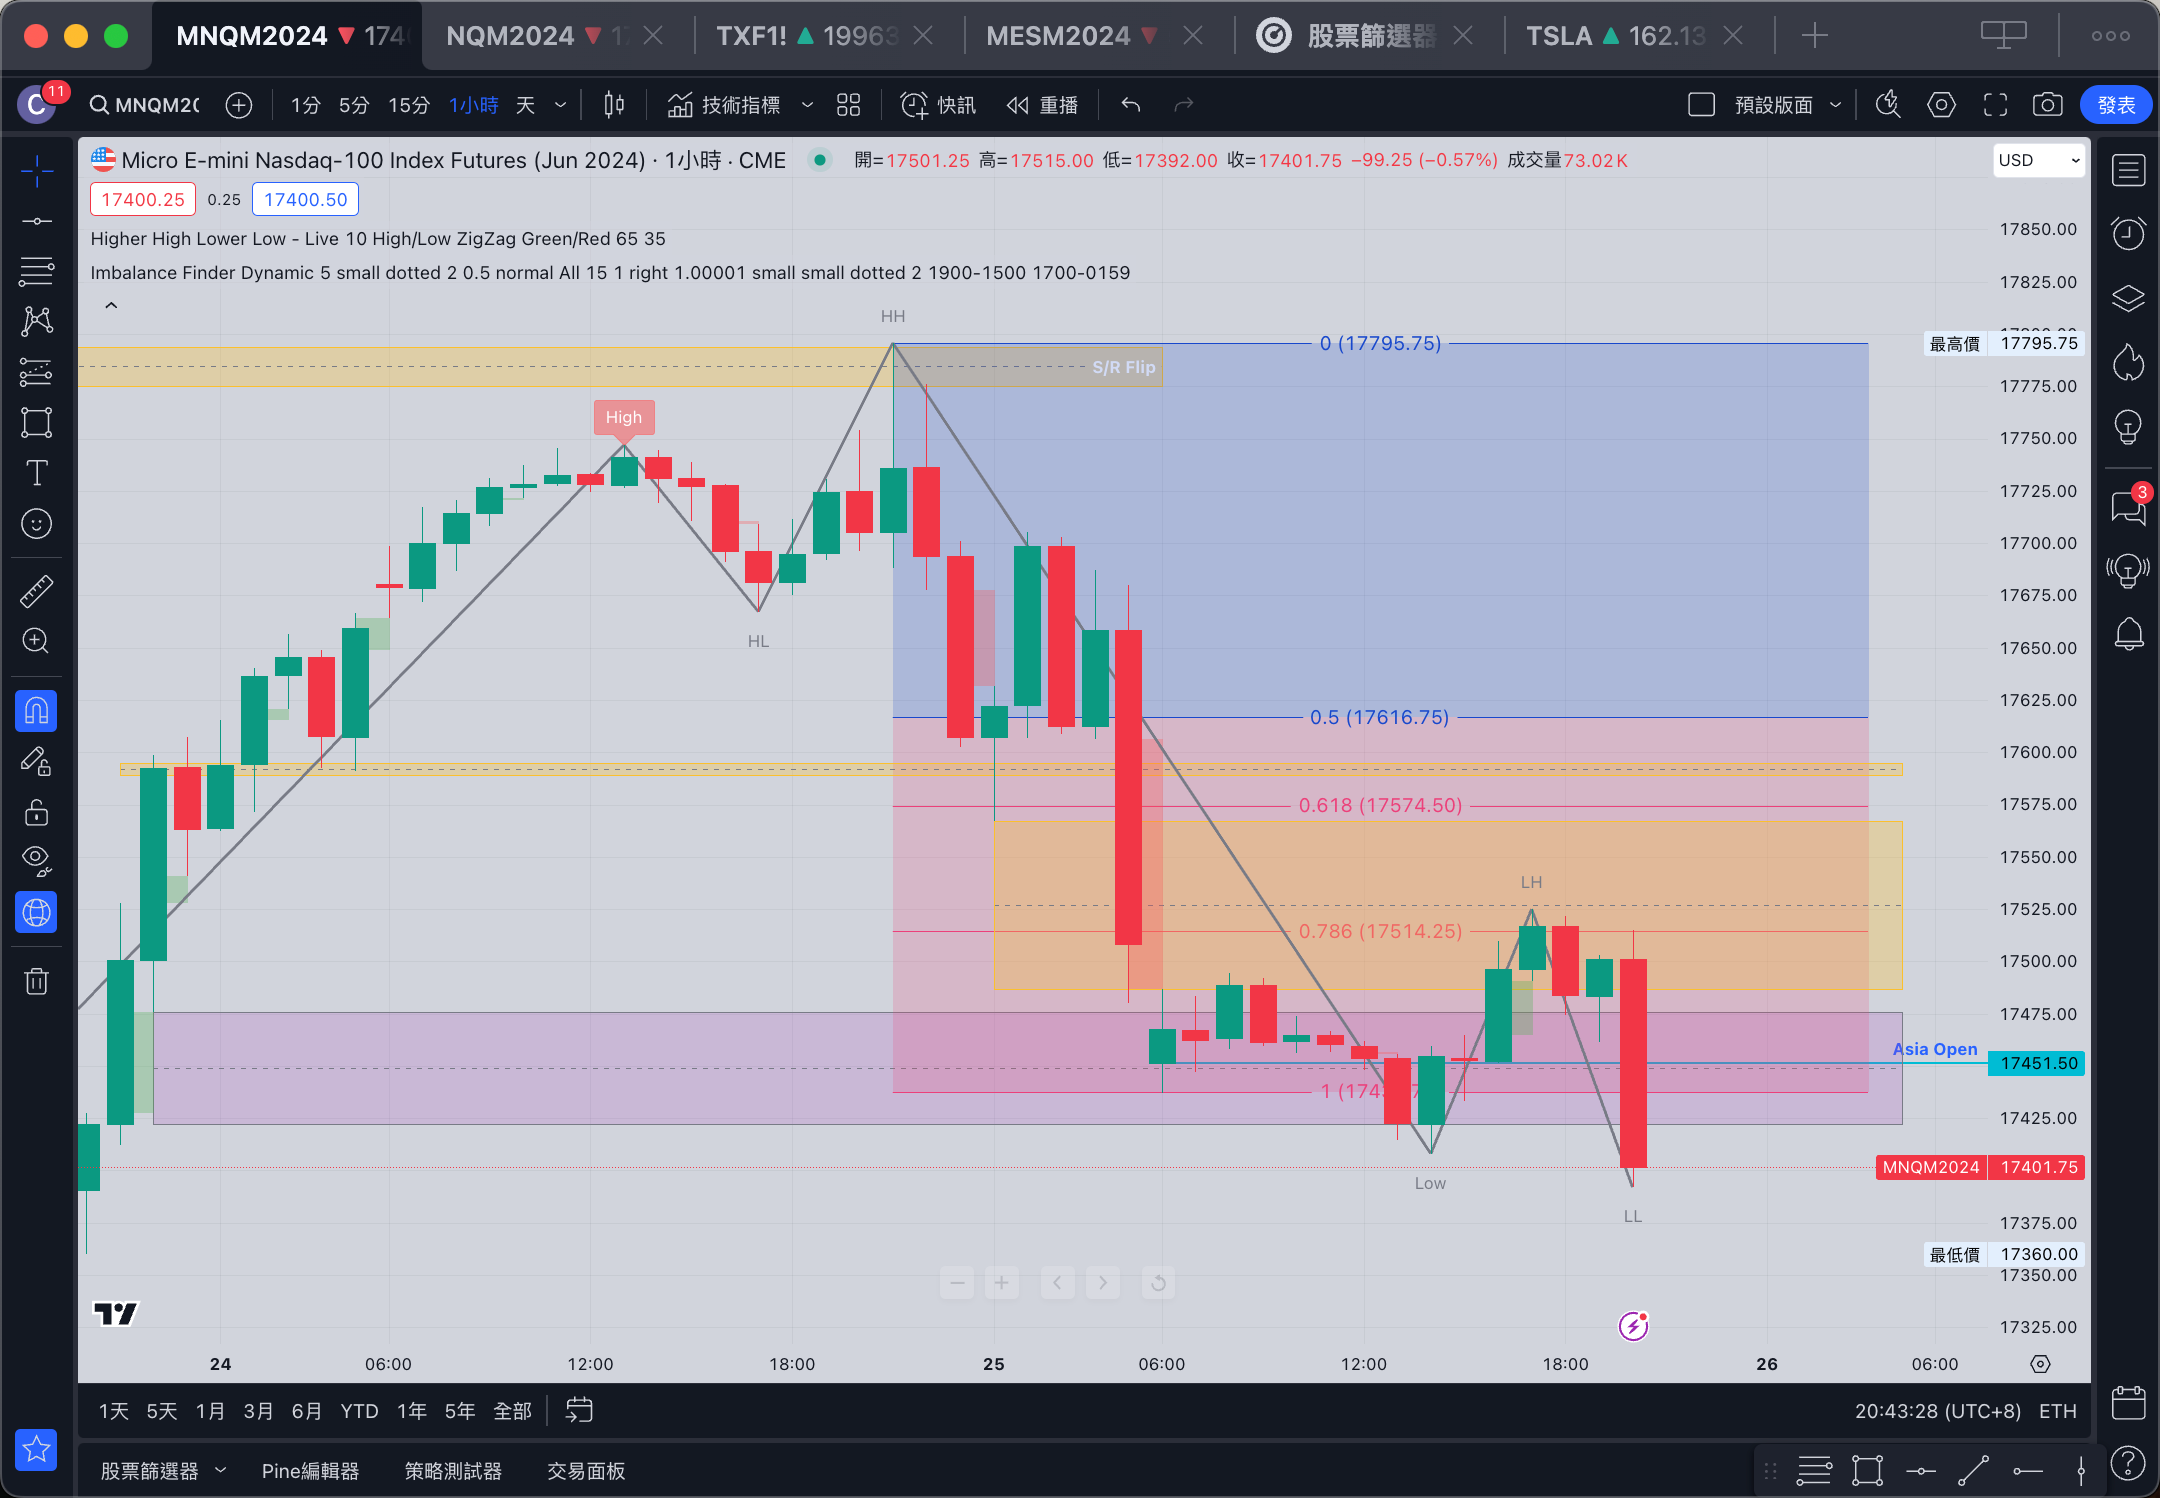 MNQM2024 ▼ 174
NQM2024 ▼ 17
TXF1! ▲ 19963
MESM2024 ▼
股票篩選器
TSLA ▲ 162.13
C 11
MNQM20
1分 5分 15分 1小時 天
技術指標
快訊
重播
預設版面
發表
Micro E-mini Nasdaq-100 Index Futures (Jun 2024) · 1小時 · CME
開=17501.25 高=17515.00 低=17392.00 收=17401.75 −99.25 (−0.57%) 成交量73.02K
USD
17400.25 0.25 17400.50
Higher High Lower Low - Live 10 High/Low ZigZag Green/Red 65 35
Imbalance Finder Dynamic 5 small dotted 2 0.5 normal All 15 1 right 1.00001 small small dotted 2 1900-1500 1700-0159
17850.00
17825.00
最高價 17795.75
17775.00
17750.00
17725.00
17700.00
17675.00
17650.00
17625.00
17600.00
17575.00
17550.00
17525.00
17500.00
17475.00
17451.50
17425.00
MNQM2024 17401.75
17375.00
最低價 17360.00
17350.00
17325.00
HH
0 (17795.75)
S/R Flip
High
HL
0.5 (17616.75)
0.618 (17574.50)
LH
0.786 (17514.25)
Asia Open
Low
LL
3
24 06:00 12:00 18:00 25 06:00 12:00 18:00 26 06:00
1天 5天 1月 3月 6月 YTD 1年 5年 全部
20:43:28 (UTC+8) ETH
股票篩選器 Pine編輯器 策略測試器 交易面板